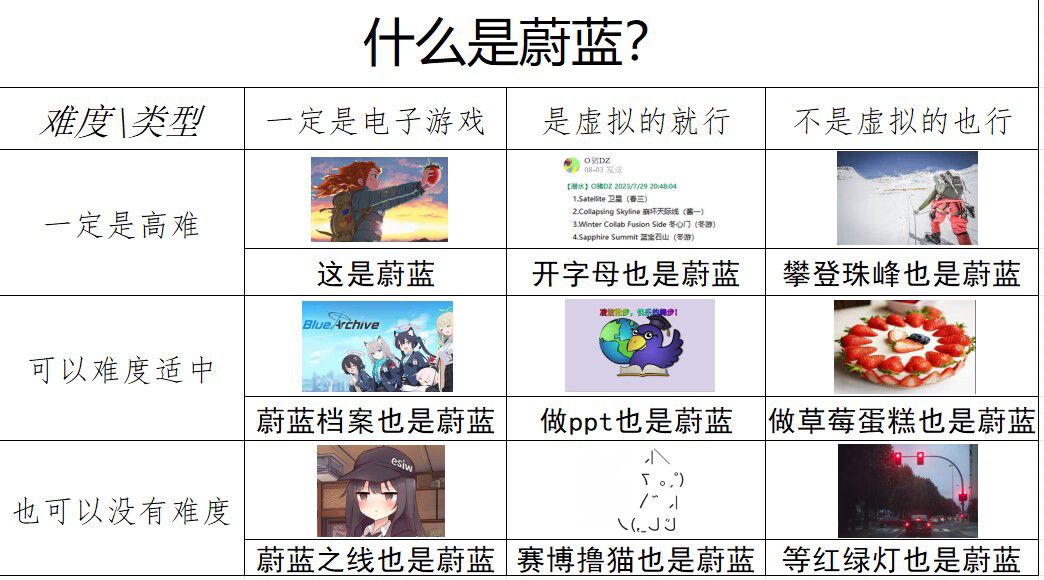 什么是蔚蓝?
难度\类型
一定是电子游戏
是虚拟的就行
不是虚拟的也行
一定是高难
O猪DZ
08-03 发送
【潜水】O猪DZ 2023/7/29 20:48:04
1.Satellite 卫星（春三）
2.Collapsing Skyline 崩坏天际线（酱一）
3.Winter Collab Fusion Side 冬心门（冬游）
4.Sapphire Summit 蓝宝石山（冬游）
这是蔚蓝
开字母也是蔚蓝
攀登珠峰也是蔚蓝
可以难度适中
Blue Archive
蔚蓝档案也是蔚蓝
做ppt也是蔚蓝
做草莓蛋糕也是蔚蓝
也可以没有难度
esiw
蔚蓝之线也是蔚蓝
赛博撸猫也是蔚蓝
等红绿灯也是蔚蓝